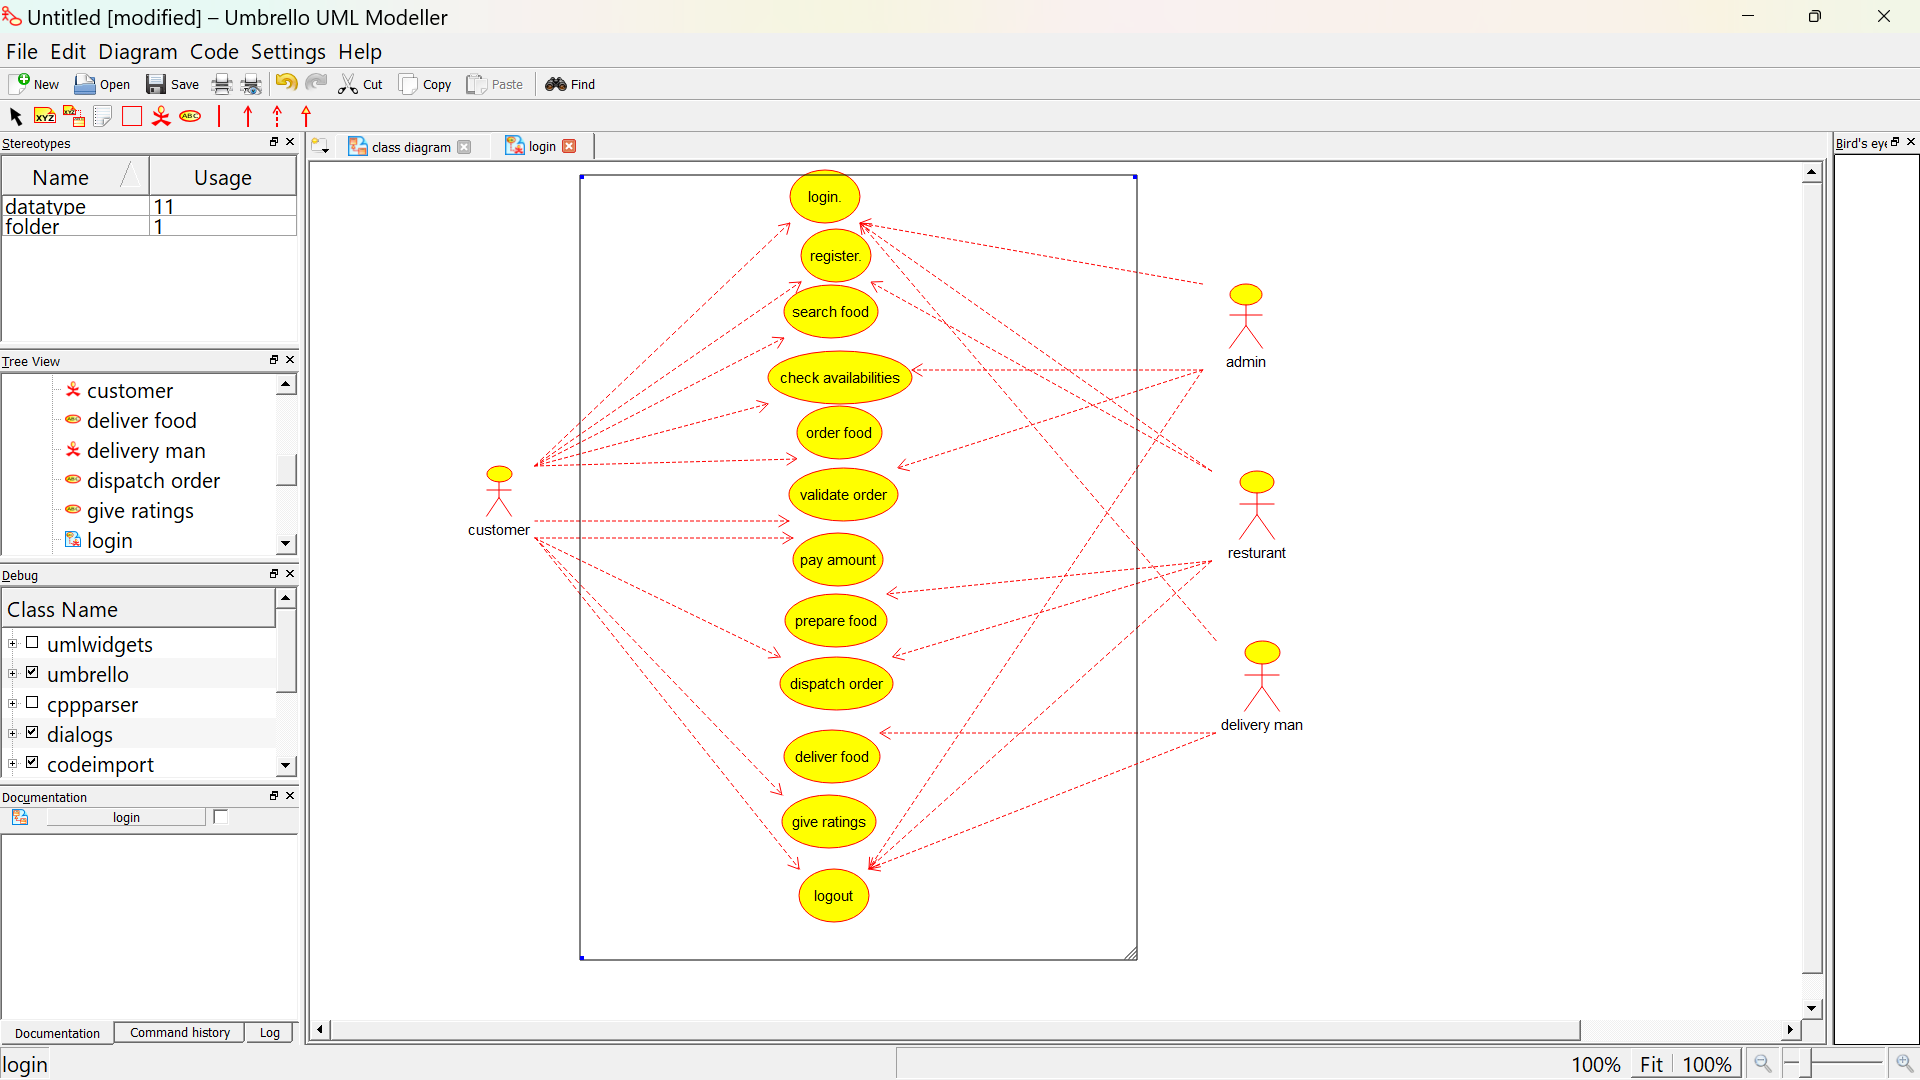 Untitled [modified] – Umbrello UML Modeller
File Edit Diagram Code Settings Help
New Open Save Cut Copy Paste Find
XYZ XYZ ABC
Stereotypes
Name Usage
datatype 11
folder 1
Tree View
customer
deliver food
delivery man
dispatch order
give ratings
login
Debug
Class Name
umlwidgets
umbrello
cppparser
dialogs
codeimport
Documentation
login
Documentation Command history Log
class diagram login
login.
register.
search food
check availabilities
order food
validate order
pay amount
prepare food
dispatch order
deliver food
give ratings
logout
customer
admin
resturant
delivery man
Bird's eye
login
100% Fit 100%